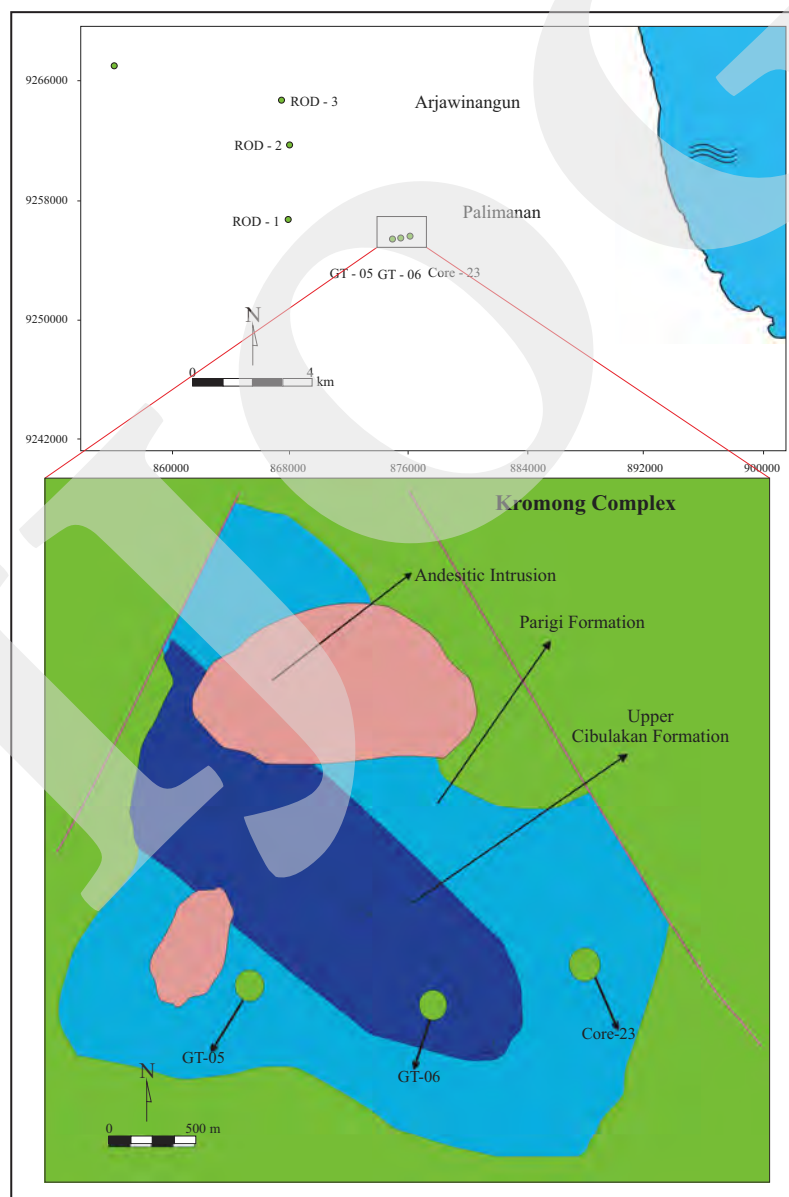 9266000
ROD - 3
Arjawinangun
ROD - 2
9258000
Palimanan
ROD - 1
GT - 05 GT - 06 Core - 23
9250000
N
0 4
km
9242000
860000 868000 876000 884000 892000 900000
Kromong Complex
Andesitic Intrusion
Parigi Formation
Upper
Cibulakan Formation
Core-23
GT-05
GT-06
N
0 500 m